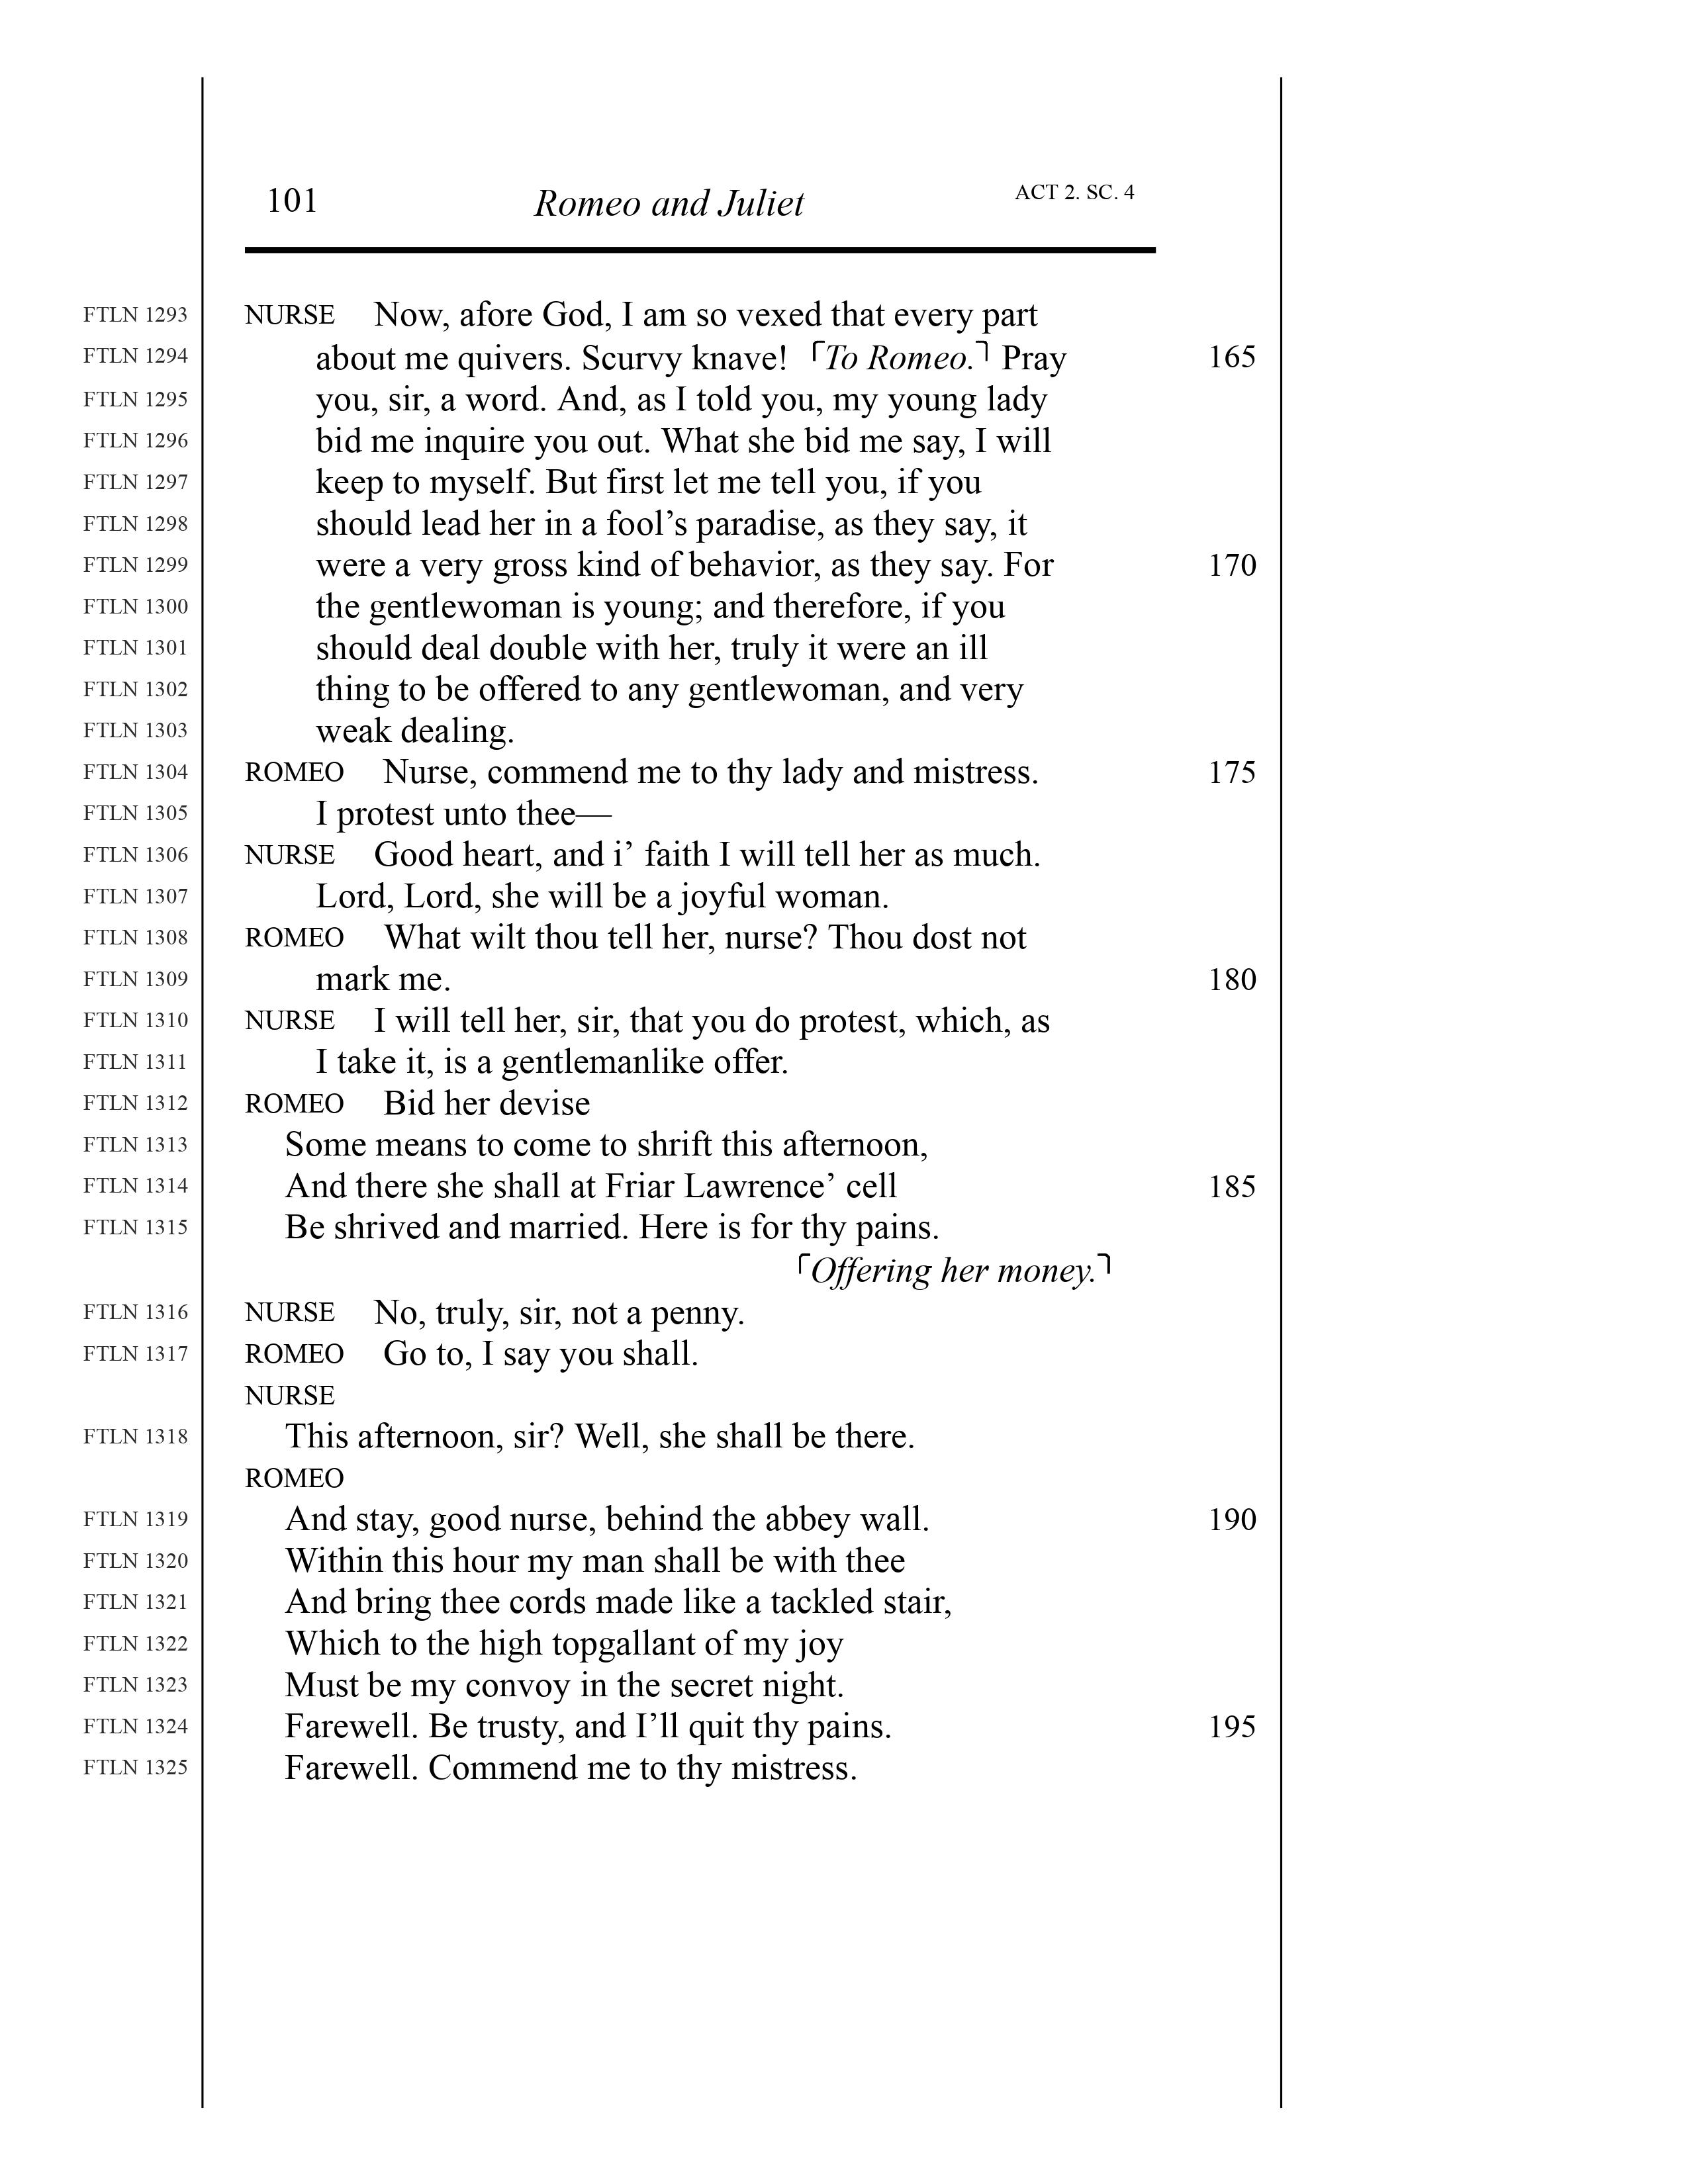 101 Romeo and Juliet ACT 2. SC. 4
FTLN 1293 NURSE Now, afore God, I am so vexed that every part
FTLN 1294 about me quivers. Scurvy knave! ⌜To Romeo.⌝ Pray 165
FTLN 1295 you, sir, a word. And, as I told you, my young lady
FTLN 1296 bid me inquire you out. What she bid me say, I will
FTLN 1297 keep to myself. But first let me tell you, if you
FTLN 1298 should lead her in a fool’s paradise, as they say, it
FTLN 1299 were a very gross kind of behavior, as they say. For 170
FTLN 1300 the gentlewoman is young; and therefore, if you
FTLN 1301 should deal double with her, truly it were an ill
FTLN 1302 thing to be offered to any gentlewoman, and very
FTLN 1303 weak dealing.
FTLN 1304 ROMEO Nurse, commend me to thy lady and mistress. 175
FTLN 1305 I protest unto thee—
FTLN 1306 NURSE Good heart, and i’ faith I will tell her as much.
FTLN 1307 Lord, Lord, she will be a joyful woman.
FTLN 1308 ROMEO What wilt thou tell her, nurse? Thou dost not
FTLN 1309 mark me. 180
FTLN 1310 NURSE I will tell her, sir, that you do protest, which, as
FTLN 1311 I take it, is a gentlemanlike offer.
FTLN 1312 ROMEO Bid her devise
FTLN 1313 Some means to come to shrift this afternoon,
FTLN 1314 And there she shall at Friar Lawrence’ cell 185
FTLN 1315 Be shrived and married. Here is for thy pains.
⌜Offering her money.⌝
FTLN 1316 NURSE No, truly, sir, not a penny.
FTLN 1317 ROMEO Go to, I say you shall.
NURSE
FTLN 1318 This afternoon, sir? Well, she shall be there.
ROMEO
FTLN 1319 And stay, good nurse, behind the abbey wall. 190
FTLN 1320 Within this hour my man shall be with thee
FTLN 1321 And bring thee cords made like a tackled stair,
FTLN 1322 Which to the high topgallant of my joy
FTLN 1323 Must be my convoy in the secret night.
FTLN 1324 Farewell. Be trusty, and I’ll quit thy pains. 195
FTLN 1325 Farewell. Commend me to thy mistress.